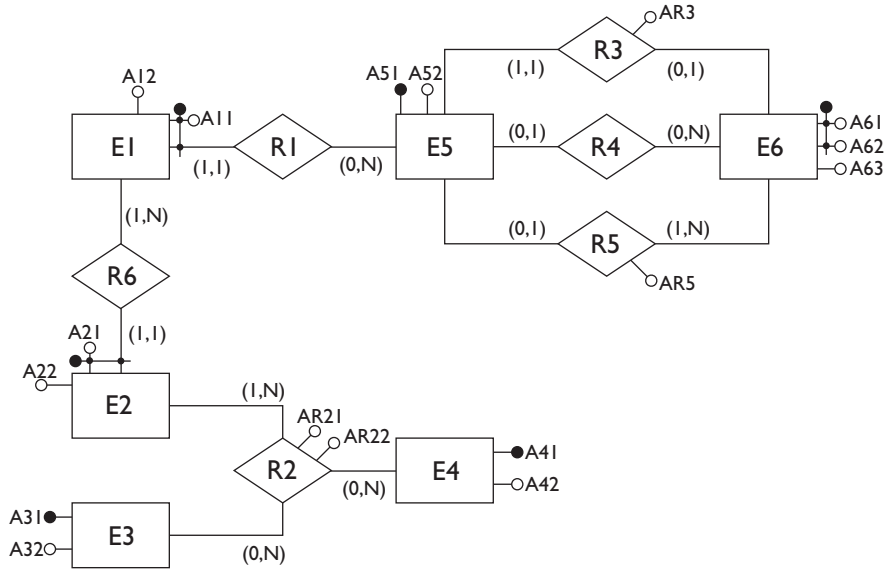 AR3
R3
(1,1)
(0,1)
A12
A11
A51
A52
E1
R1
E5
R4
E6
A61
A62
A63
(1,1)
(0,N)
(0,1)
(0,N)
(1,N)
(0,1)
(1,N)
R5
AR5
R6
A21
(1,1)
A22
E2
(1,N)
AR21
AR22
R2
E4
A41
A42
(0,N)
A31
A32
E3
(0,N)